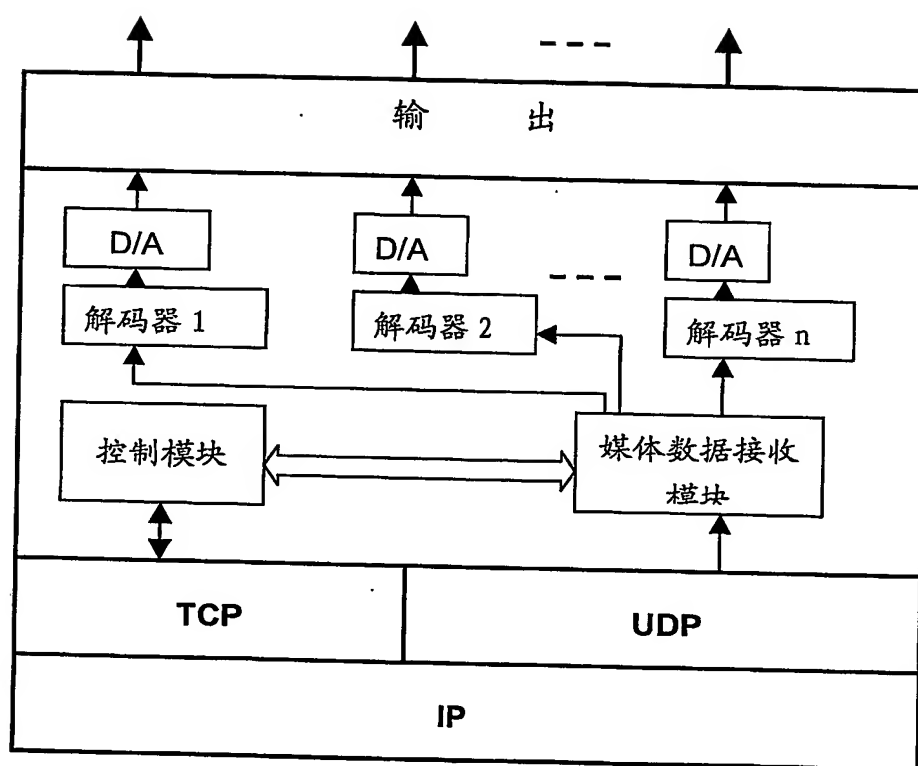 输 出
D/A
D/A
D/A
解码器 1
解码器 2
解码器 n
控制模块
媒体数据接收
模块
TCP
UDP
IP